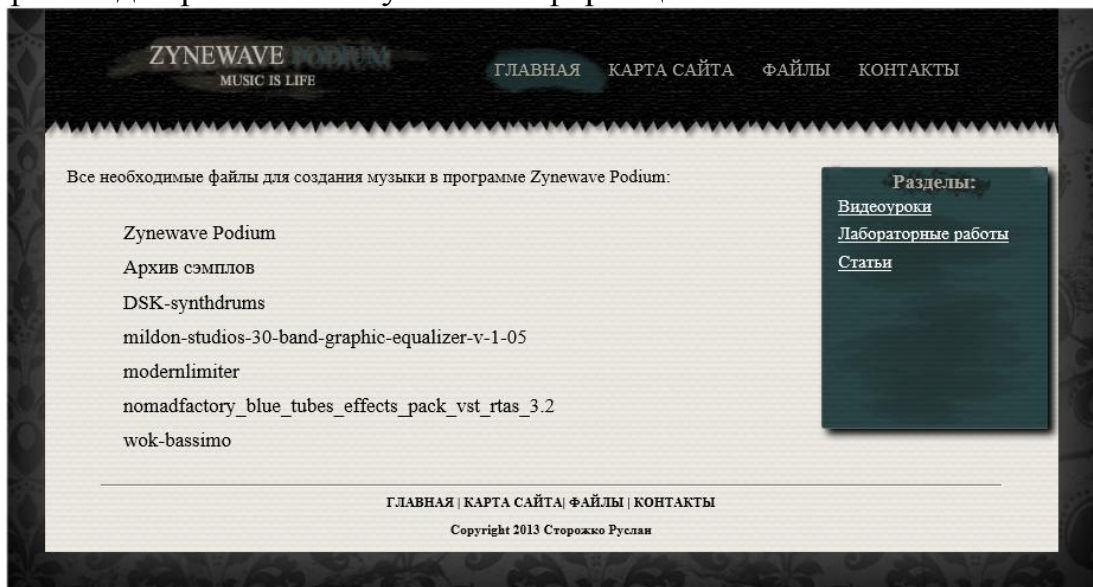 ZYNEWAVE PODIUM
MUSIC IS LIFE
ГЛАВНАЯ КАРТА САЙТА ФАЙЛЫ КОНТАКТЫ
Все необходимые файлы для создания музыки в программе Zynewave Podium:
Zynewave Podium
Архив сэмплов
DSK-synthdrums
mildon-studios-30-band-graphic-equalizer-v-1-05
modernlimiter
nomadfactory_blue_tubes_effects_pack_vst_rtas_3.2
wok-bassimo
Разделы:
Видеоуроки
Лабораторные работы
Статьи
ГЛАВНАЯ | КАРТА САЙТА| ФАЙЛЫ | КОНТАКТЫ
Copyright 2013 Сторожко Руслан